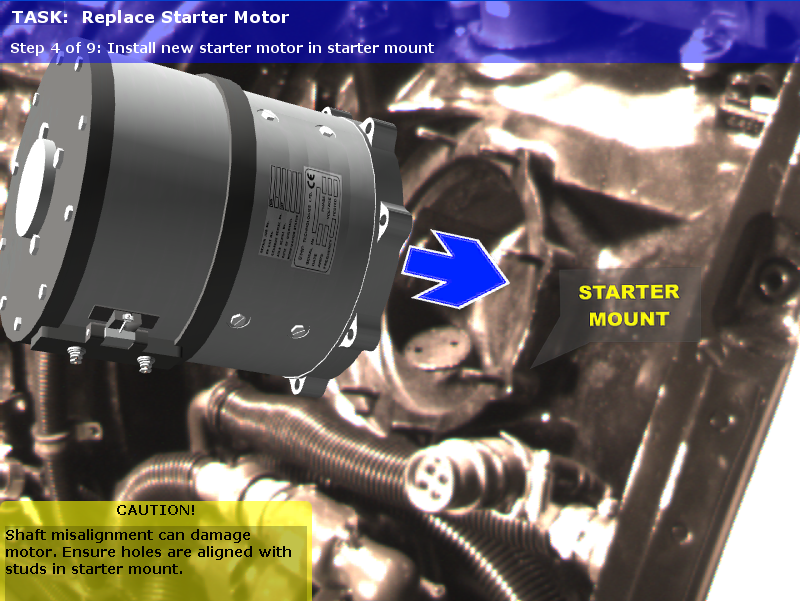 TASK:  Replace Starter Motor
Step 4 of 9: Install new starter motor in starter mount
STARTER
MOUNT
CAUTION!
Shaft misalignment can damage
motor. Ensure holes are aligned with
studs in starter mount.